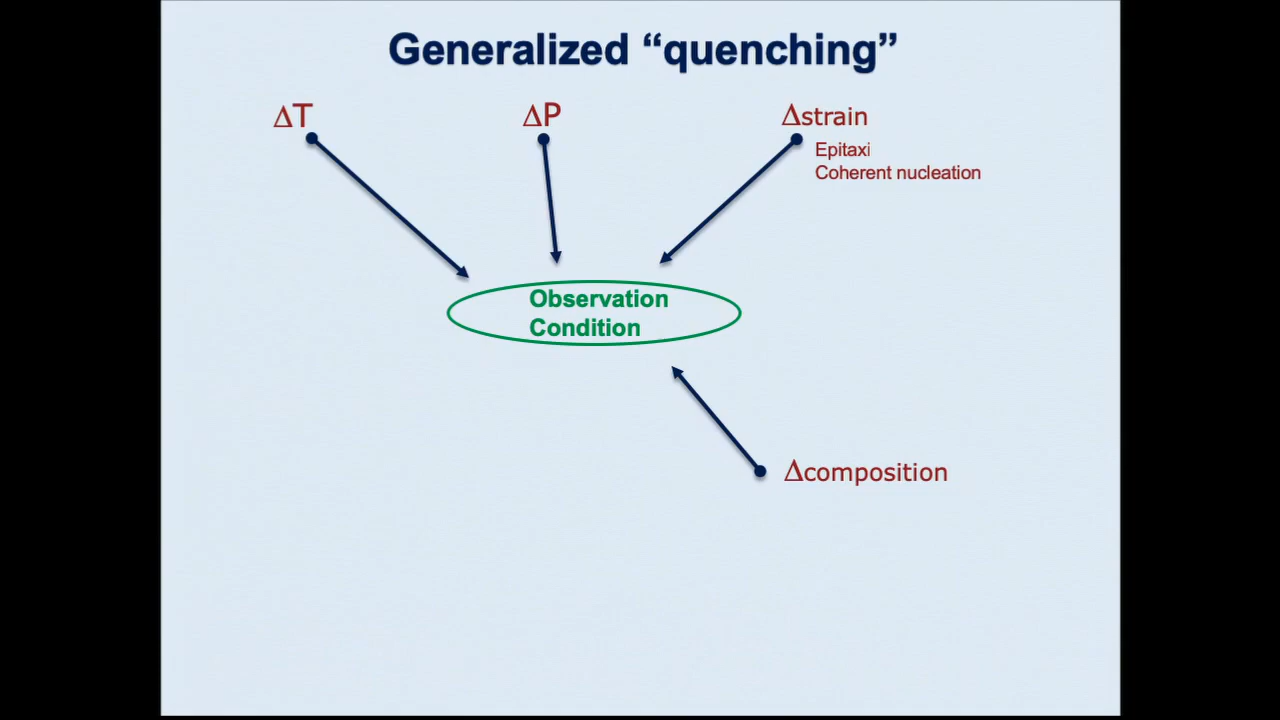 Generalized “quenching”
ΔT
ΔP
Δstrain
Epitaxi
Coherent nucleation
Observation
Condition
Δcomposition